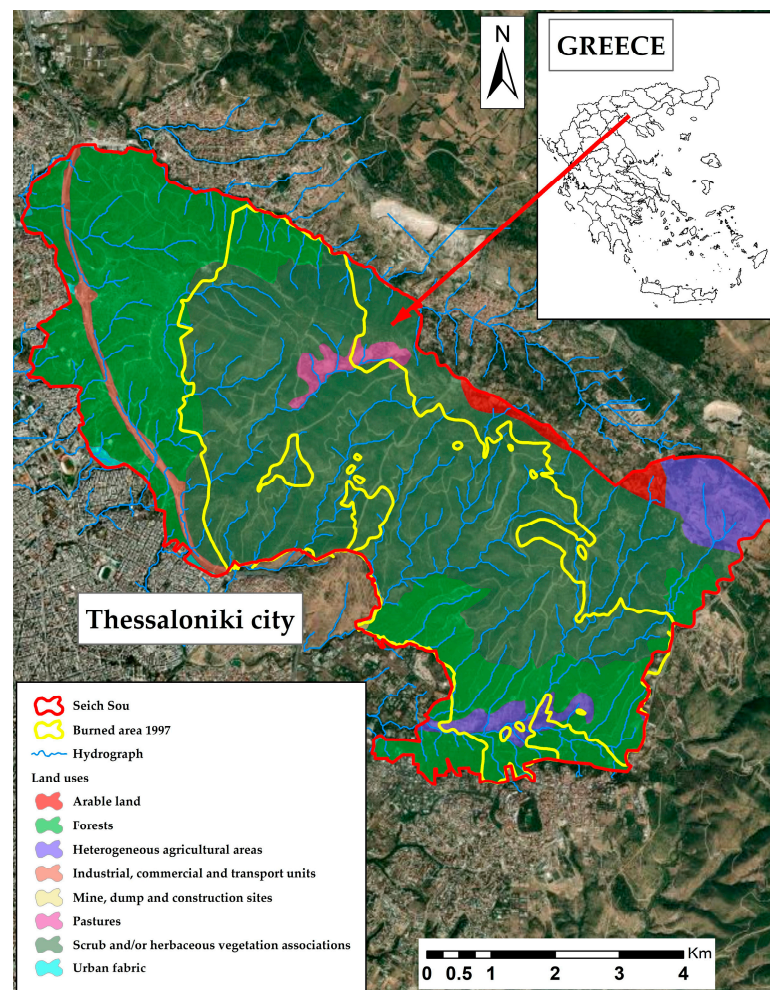 N
GREECE
Thessaloniki city
Seich Sou
Burned area 1997
Hydrograph
Land uses
Arable land
Forests
Heterogeneous agricultural areas
Industrial, commercial and transport units
Mine, dump and construction sites
Pastures
Scrub and/or herbaceous vegetation associations
Urban fabric
Km
0 0.5 1 2 3 4